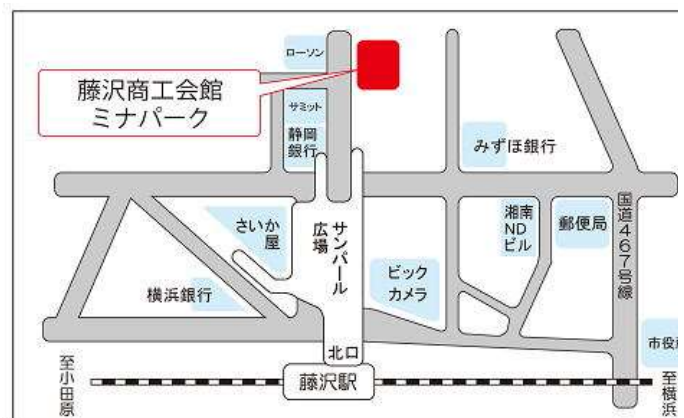 ローソン
藤沢商工会館
ミナパーク
サミット
静岡
銀行
みずほ銀行
さいか
屋
サンパール
広場
湘南
ND
ビル
郵便局
国道467号線
横浜銀行
ビック
カメラ
北口
市役
藤沢駅
至小田原
至横浜